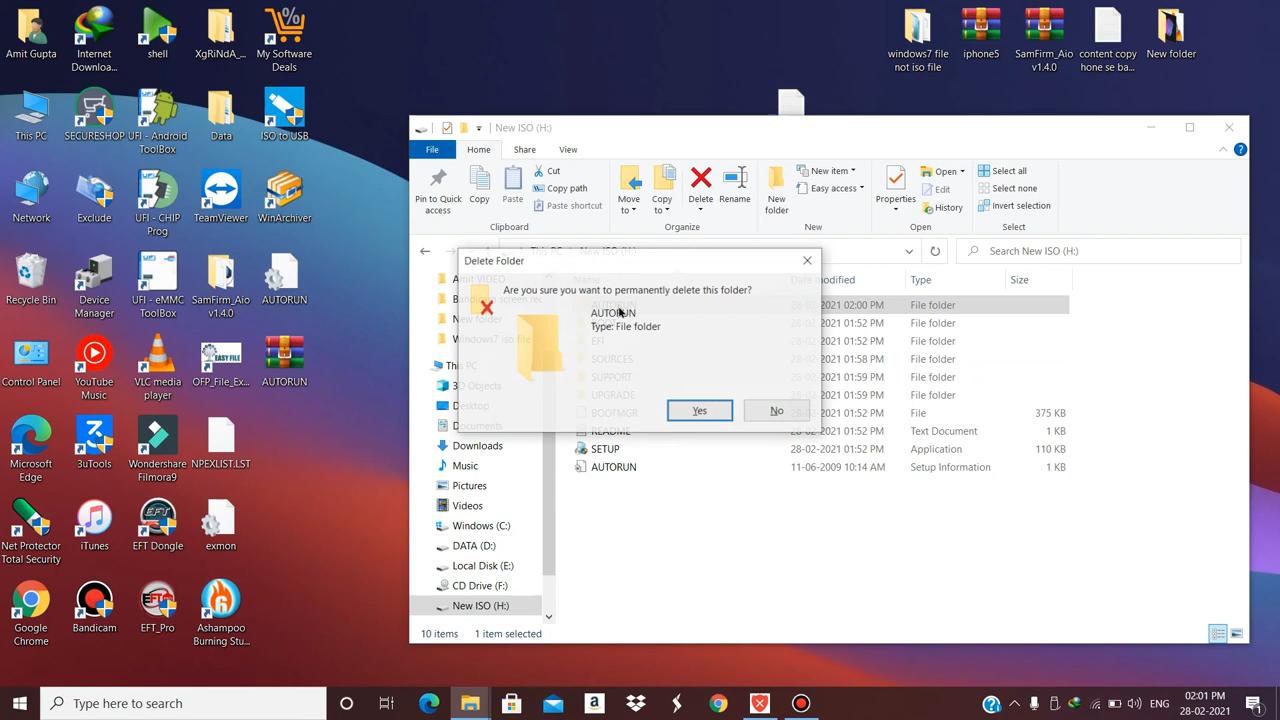 Amit Gupta
Internet
Downloa...
shell
XgRiNdA_...
My Software
Deals
windows7 file
not iso file
iphone5
SamFirm_Aio
v1.4.0
content copy
phone se ba...
New folder
This PC
SECURESHOP
UFI - Android
ToolBox
Data
ISO to USB
Network
Exclude
UFI - CHIP
Prog
TeamViewer
WinArchiver
Recycle Bin
Device
Manager
UFI - eMMC
ToolBox
SamFirm_Aio
v1.4.0
AUTORUN
Control Panel
YouTube
Music
VLC media
player
EASY FILE
OFP_File_Ex...
AUTORUN
Microsoft
Edge
3uTools
Wondershare
Filmora9
NPEXLIST.LST
Net Protector
Total Security
iTunes
EFT Dongle
exmon
Google
Chrome
Bandicam
EFT_Pro
Ashampoo
Burning Stu...
New ISO (H:)
File Home Share View
Pin to Quick
access
Copy
Paste
Cut
Copy path
Paste shortcut
Clipboard
Move
to
Copy
to
Delete
Rename
Organize
New
folder
New item
Easy access
New
Properties
Open
Edit
History
Open
Select all
Select none
Invert selection
Select
This PC New ISO (H:)
Search New ISO (H:)
Delete Folder
Are you sure you want to permanently delete this folder?
AUTORUN
Type: File folder
Yes No
Name Date modified Type Size
AUTORUN 28-02-2021 02:00 PM File folder
28-02-2021 01:52 PM File folder
EFI 28-02-2021 01:52 PM File folder
SOURCES 28-02-2021 01:58 PM File folder
SUPPORT 28-02-2021 01:59 PM File folder
UPGRADE 28-02-2021 01:59 PM File folder
BOOTMGR 28-02-2021 01:52 PM File 375 KB
README 28-02-2021 01:52 PM Text Document 1 KB
SETUP 28-02-2021 01:52 PM Application 110 KB
AUTORUN 11-06-2009 10:14 AM Setup Information 1 KB
Amit VIDEO
Bandicam screen rec
New folder
Windows7 iso file
This PC
3D Objects
Desktop
Documents
Downloads
Music
Pictures
Videos
Windows (C:)
DATA (D:)
Local Disk (E:)
CD Drive (F:)
New ISO (H:)
10 items 1 item selected
Type here to search
ENG
02:01 PM
28-02-2021